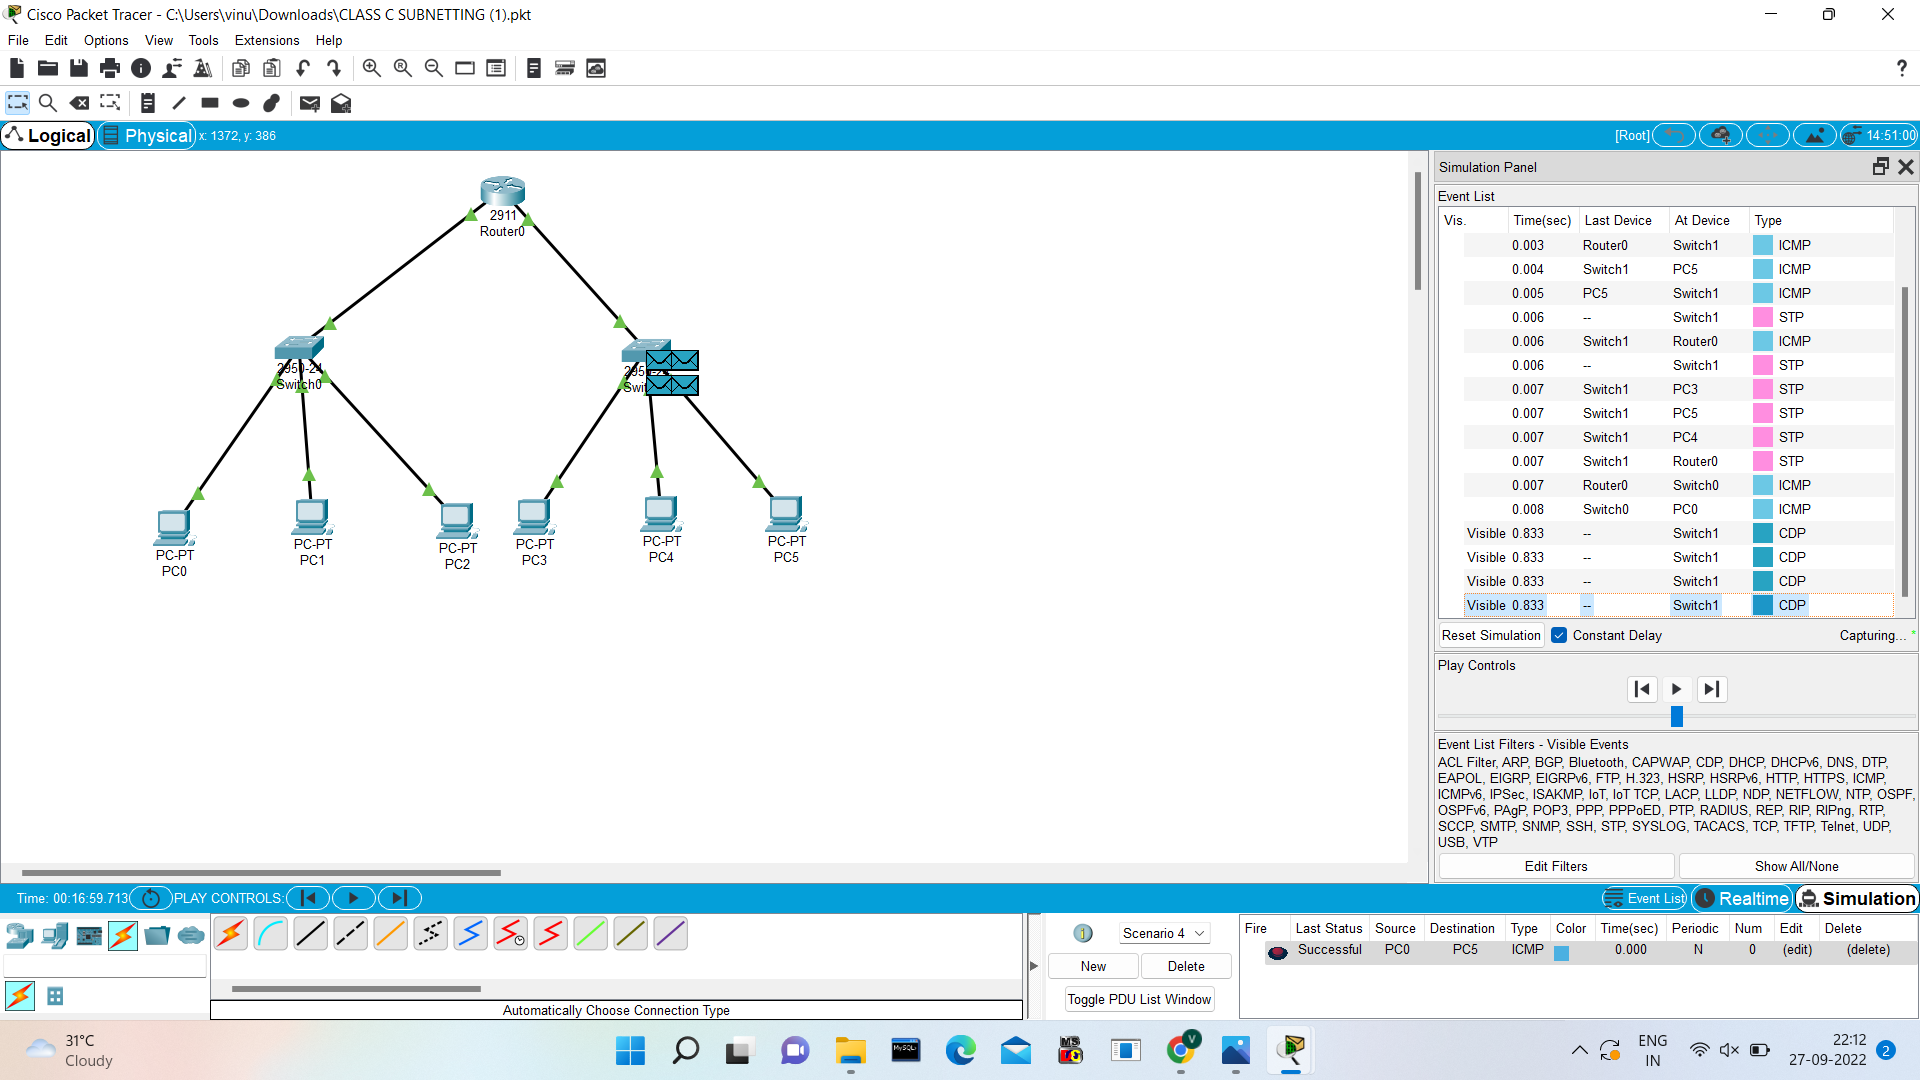 Cisco Packet Tracer - C:\Users\vinu\Downloads\CLASS C SUBNETTING (1).pkt
File Edit Options View Tools Extensions Help
Logical Physical x: 1372, y: 386 [Root] 14:51:00
2911
Router0
2950-24
Switch0
PC-PT
PC0
PC-PT
PC1
PC-PT
PC2
PC-PT
PC3
PC-PT
PC4
PC-PT
PC5
Simulation Panel
Event List
Vis. Time(sec) Last Device At Device Type
0.003 Router0 Switch1 ICMP
0.004 Switch1 PC5 ICMP
0.005 PC5 Switch1 ICMP
0.006 -- Switch1 STP
0.006 Switch1 Router0 ICMP
0.006 -- Switch1 STP
0.007 Switch1 PC3 STP
0.007 Switch1 PC5 STP
0.007 Switch1 PC4 STP
0.007 Switch1 Router0 STP
0.007 Router0 Switch0 ICMP
0.008 Switch0 PC0 ICMP
Visible 0.833 -- Switch1 CDP
Visible 0.833 -- Switch1 CDP
Visible 0.833 -- Switch1 CDP
Visible 0.833 -- Switch1 CDP
Reset Simulation Constant Delay Capturing...
Play Controls
Event List Filters - Visible Events
ACL Filter, ARP, BGP, Bluetooth, CAPWAP, CDP, DHCP, DHCPv6, DNS, DTP,
EAPOL, EIGRP, EIGRPv6, FTP, H.323, HSRP, HSRPv6, HTTP, HTTPS, ICMP,
ICMPv6, IPSec, ISAKMP, IoT, IoT TCP, LACP, LLDP, NDP, NETFLOW, NTP, OSPF,
OSPFv6, PAgP, POP3, PPP, PPPoED, PTP, RADIUS, REP, RIP, RIPng, RTP,
SCCP, SMTP, SNMP, SSH, STP, SYSLOG, TACACS, TCP, TFTP, Telnet, UDP,
USB, VTP
Edit Filters Show All/None
Time: 00:16:59.713 PLAY CONTROLS: Event List Realtime Simulation
Scenario 4
New Delete
Toggle PDU List Window
Fire Last Status Source Destination Type Color Time(sec) Periodic Num Edit Delete
Successful PC0 PC5 ICMP 0.000 N 0 (edit) (delete)
Automatically Choose Connection Type
31°C
Cloudy
ENG
IN
22:12
27-09-2022
2